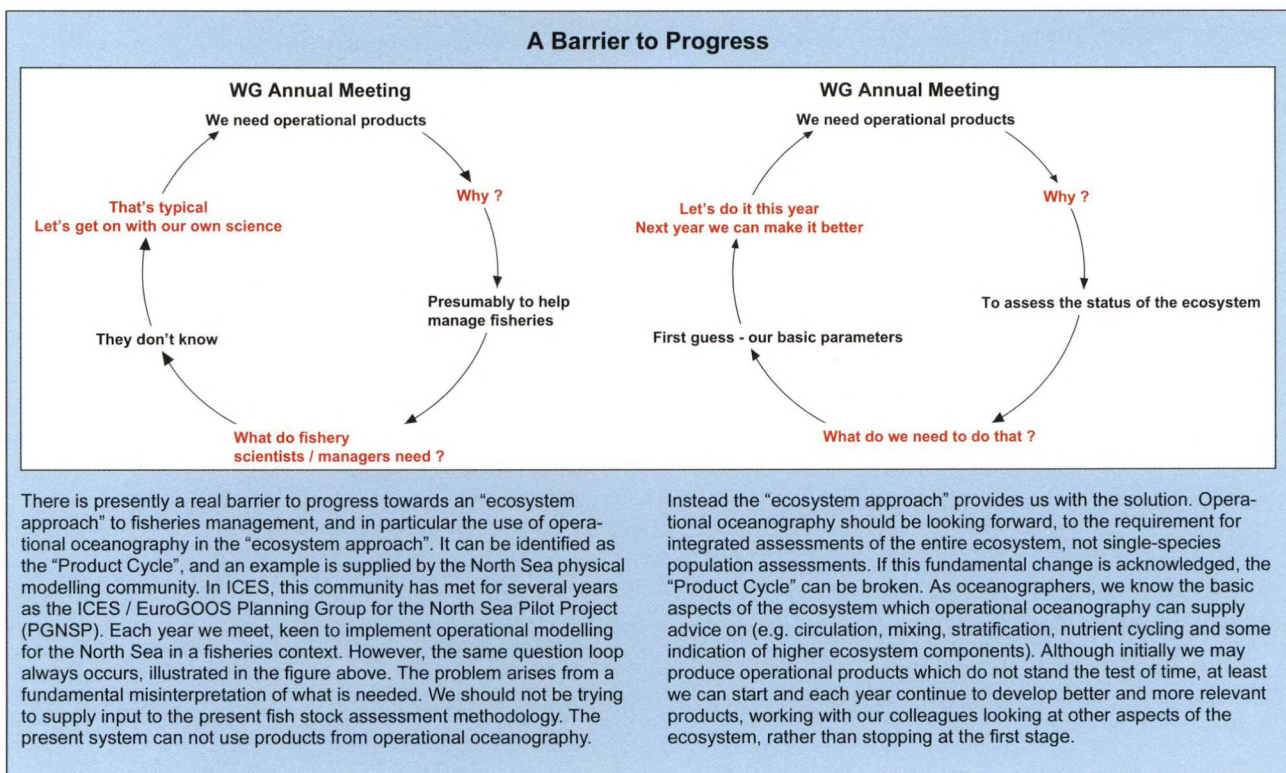 A Barrier to Progress
WG Annual Meeting
We need operational products
Why ?
Presumably to help
manage fisheries
What do fishery
scientists / managers need ?
They don't know
That's typical
Let's get on with our own science
WG Annual Meeting
We need operational products
Why ?
To assess the status of the ecosystem
What do we need to do that ?
First guess - our basic parameters
Let's do it this year
Next year we can make it better
There is presently a real barrier to progress towards an “ecosystem
approach” to fisheries management, and in particular the use of opera-
tional oceanography in the “ecosystem approach”. It can be identified as
the “Product Cycle”, and an example is supplied by the North Sea physical
modelling community. In ICES, this community has met for several years
as the ICES / EuroGOOS Planning Group for the North Sea Pilot Project
(PGNSP). Each year we meet, keen to implement operational modelling
for the North Sea in a fisheries context. However, the same question loop
always occurs, illustrated in the figure above. The problem arises from a
fundamental misinterpretation of what is needed. We should not be trying
to supply input to the present fish stock assessment methodology. The
present system can not use products from operational oceanography.
Instead the “ecosystem approach” provides us with the solution. Opera-
tional oceanography should be looking forward, to the requirement for
integrated assessments of the entire ecosystem, not single-species
population assessments. If this fundamental change is acknowledged, the
“Product Cycle” can be broken. As oceanographers, we know the basic
aspects of the ecosystem which operational oceanography can supply
advice on (e.g. circulation, mixing, stratification, nutrient cycling and some
indication of higher ecosystem components). Although initially we may
produce operational products which do not stand the test of time, at least
we can start and each year continue to develop better and more relevant
products, working with our colleagues looking at other aspects of the
ecosystem, rather than stopping at the first stage.